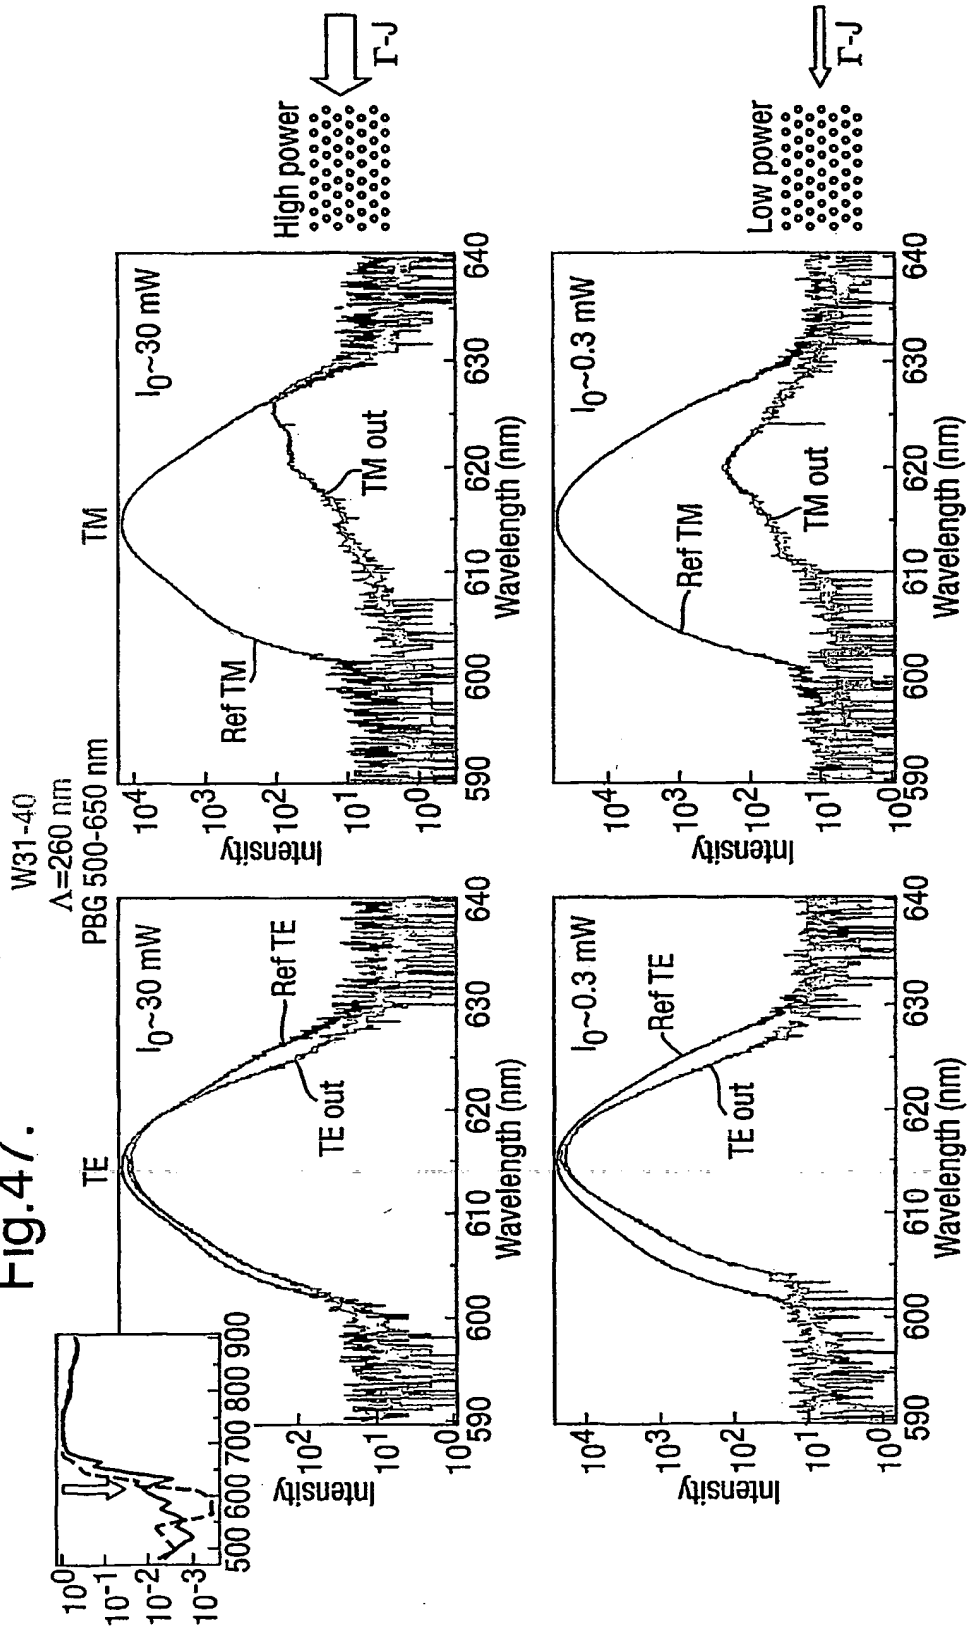 Fig.47.
W31-40
Λ=260 nm
PBG 500-650 nm
10⁰
10⁻¹
10⁻²
10⁻³
500 600 700 800 900
TE
I₀~30 mW
Ref TE
TE out
Intensity
10²
10¹
10⁰
590 600 610 620 630 640
Wavelength (nm)
TM
I₀~30 mW
Ref TM
TM out
Intensity
10⁴
10³
10²
10¹
10⁰
590 600 610 620 630 640
Wavelength (nm)
High power
Γ-J
I₀~0.3 mW
Ref TE
TE out
Intensity
10⁴
10³
10²
10¹
10⁰
590 600 610 620 630 640
Wavelength (nm)
I₀~0.3 mW
Ref TM
TM out
Intensity
10⁴
10³
10²
10¹
10⁰
590 600 610 620 630 640
Wavelength (nm)
Low power
Γ-J